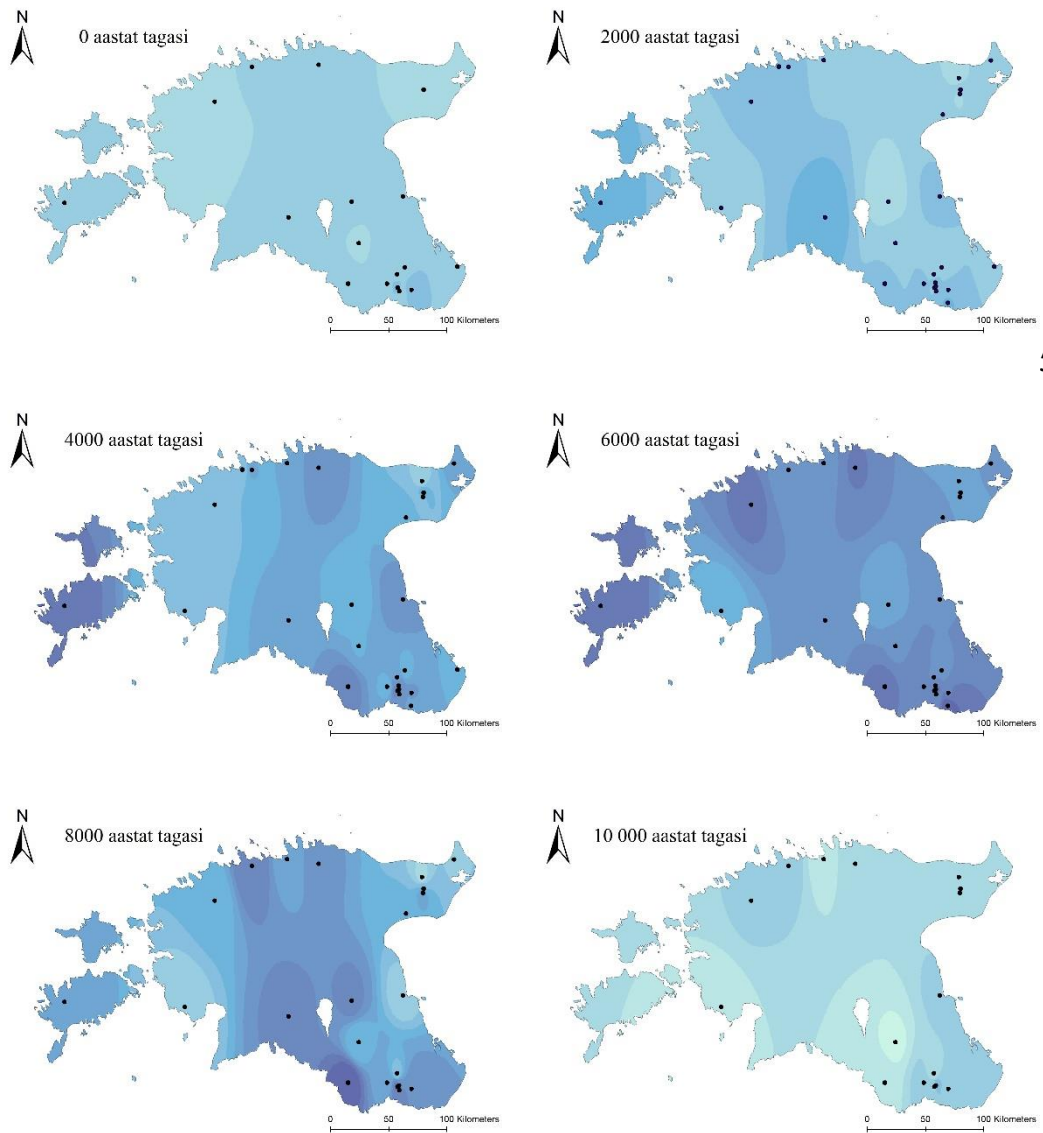 N
0 aastat tagasi
0 50 100 Kilometers
N
2000 aastat tagasi
0 50 100 Kilometers
N
4000 aastat tagasi
0 50 100 Kilometers
N
6000 aastat tagasi
0 50 100 Kilometers
N
8000 aastat tagasi
0 50 100 Kilometers
N
10 000 aastat tagasi
0 50 100 Kilometers